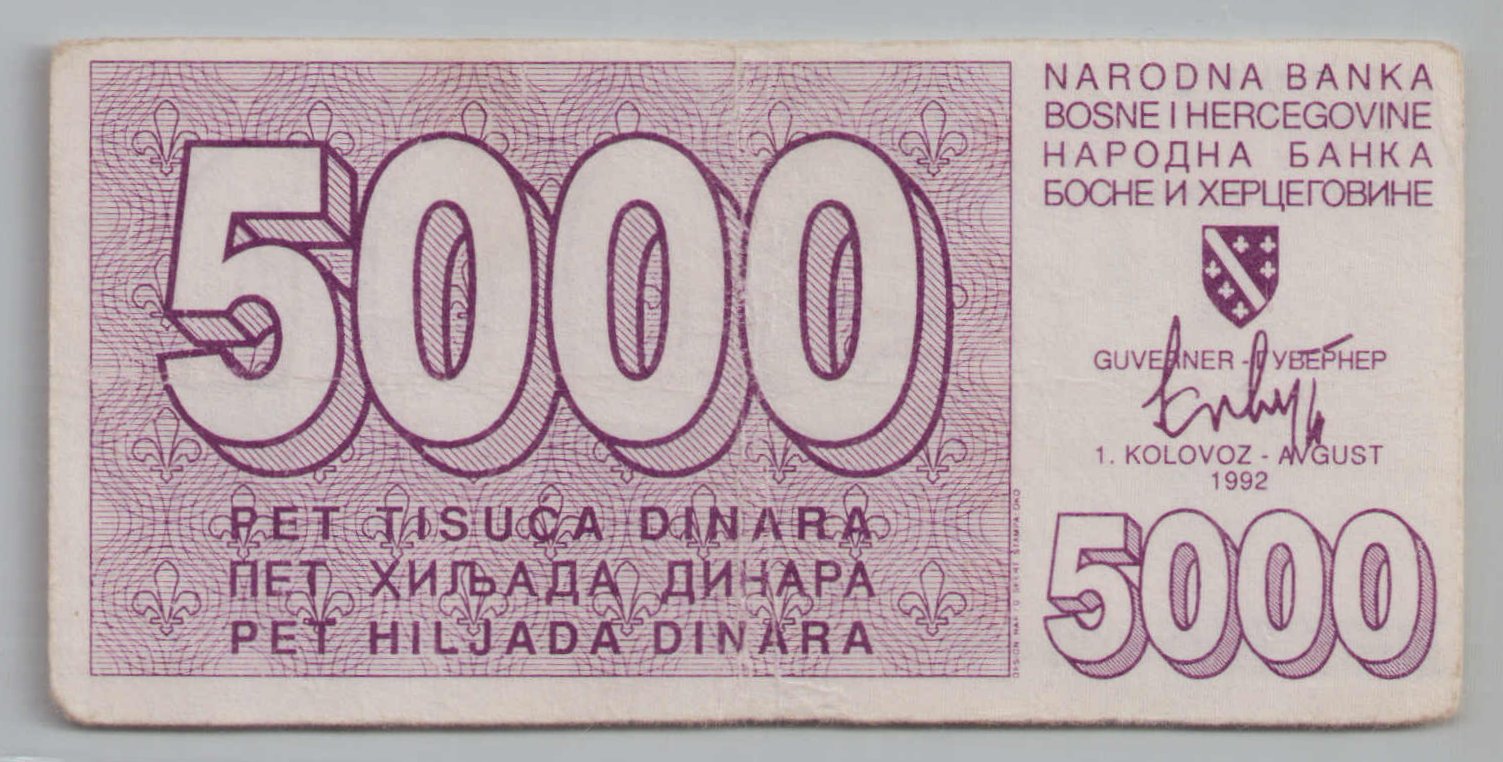 5000
PET TISUĆA DINARA
ПЕТ ХИЉАДА ДИНАРА
PET HILJADA DINARA
NARODNA BANKA
BOSNE I HERCEGOVINE
НАРОДНА БАНКА
БОСНЕ И ХЕРЦЕГОВИНЕ
GUVERNER - ГУВЕРНЕР
1. KOLOVOZ - AVGUST
1992
5000